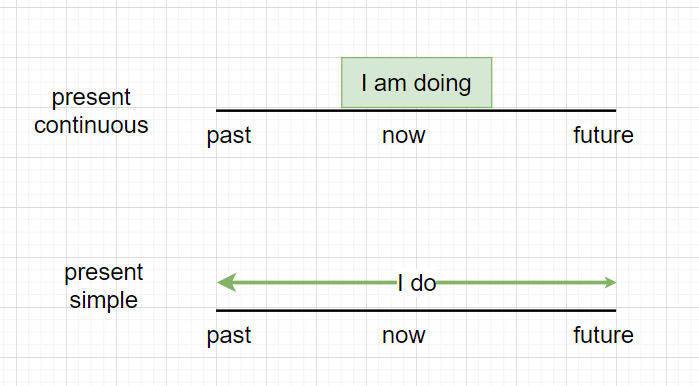 I am doing
present
continuous
past now future
present
simple
I do
past now future